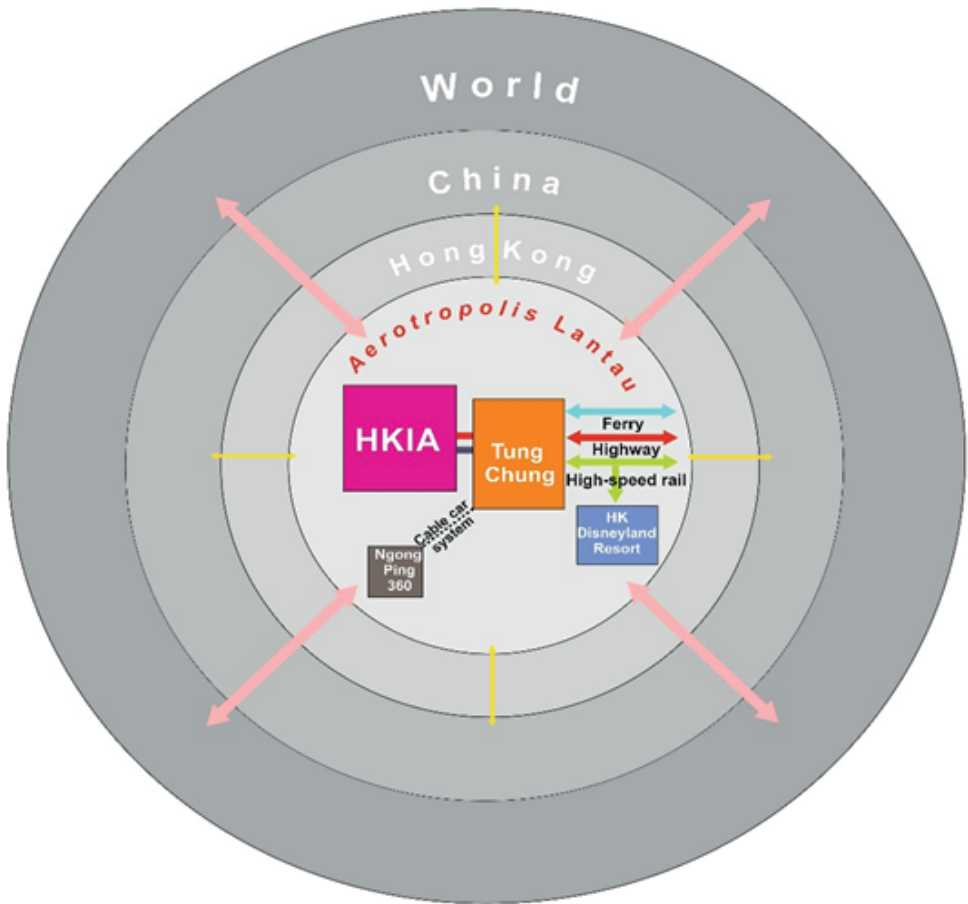 World
China
Hong Kong
Aerotropolis Lantau
HKIA
Tung
Chung
Ferry
Highway
High-speed rail
HK
Disneyland
Resort
Cable car
system
Ngong
Ping
360